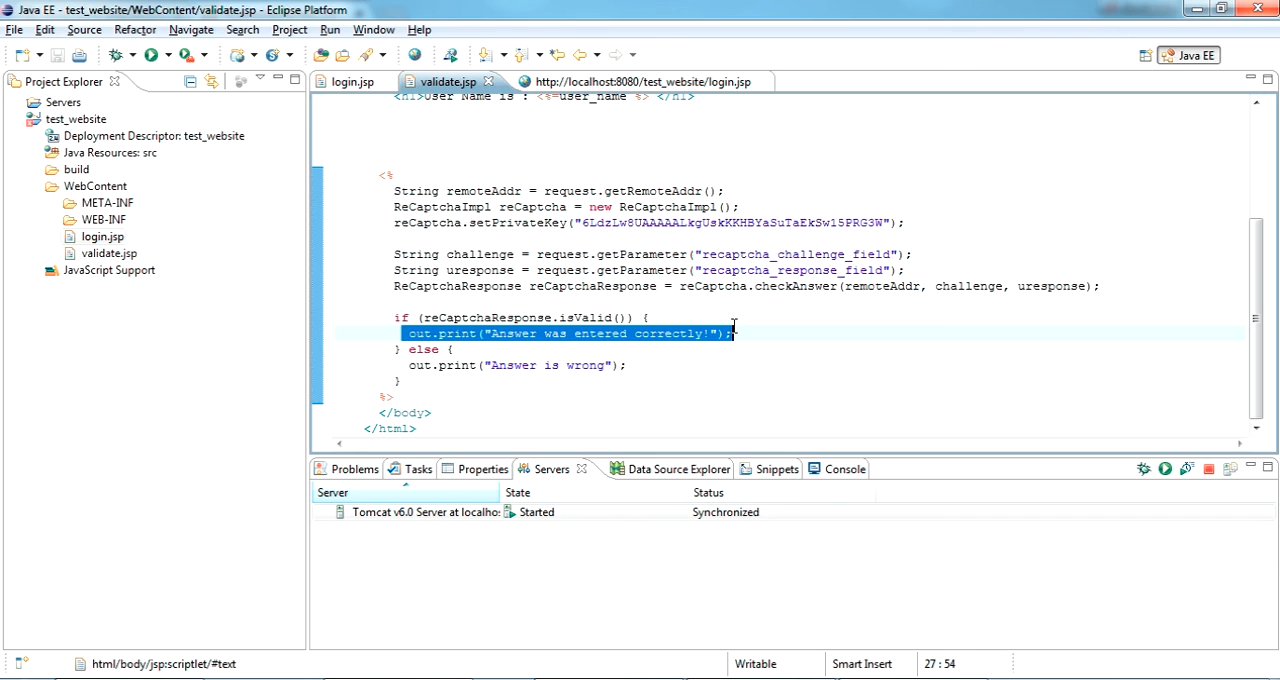 Java EE - test_website/WebContent/validate.jsp - Eclipse Platform
File Edit Source Refactor Navigate Search Project Run Window Help
Java EE
Project Explorer
login.jsp validate.jsp http://localhost:8080/test_website/login.jsp
Servers
test_website
Deployment Descriptor: test_website
Java Resources: src
build
WebContent
META-INF
WEB-INF
login.jsp
validate.jsp
JavaScript Support
<h1>User Name is : <%=user_name %> </h1>
<%
String remoteAddr = request.getRemoteAddr();
ReCaptchaImpl reCaptcha = new ReCaptchaImpl();
reCaptcha.setPrivateKey("6LdzLw8UAAAAALkgUskKKHBYaSuTaEkSw15PRG3W");
String challenge = request.getParameter("recaptcha_challenge_field");
String uresponse = request.getParameter("recaptcha_response_field");
ReCaptchaResponse reCaptchaResponse = reCaptcha.checkAnswer(remoteAddr, challenge, uresponse);
if (reCaptchaResponse.isValid()) {
out.print("Answer was entered correctly!");
} else {
out.print("Answer is wrong");
}
%>
</body>
</html>
Problems Tasks Properties Servers Data Source Explorer Snippets Console
Server State Status
Tomcat v6.0 Server at localho: Started Synchronized
html/body/jsp:scriptlet/#text Writable Smart Insert 27 : 54